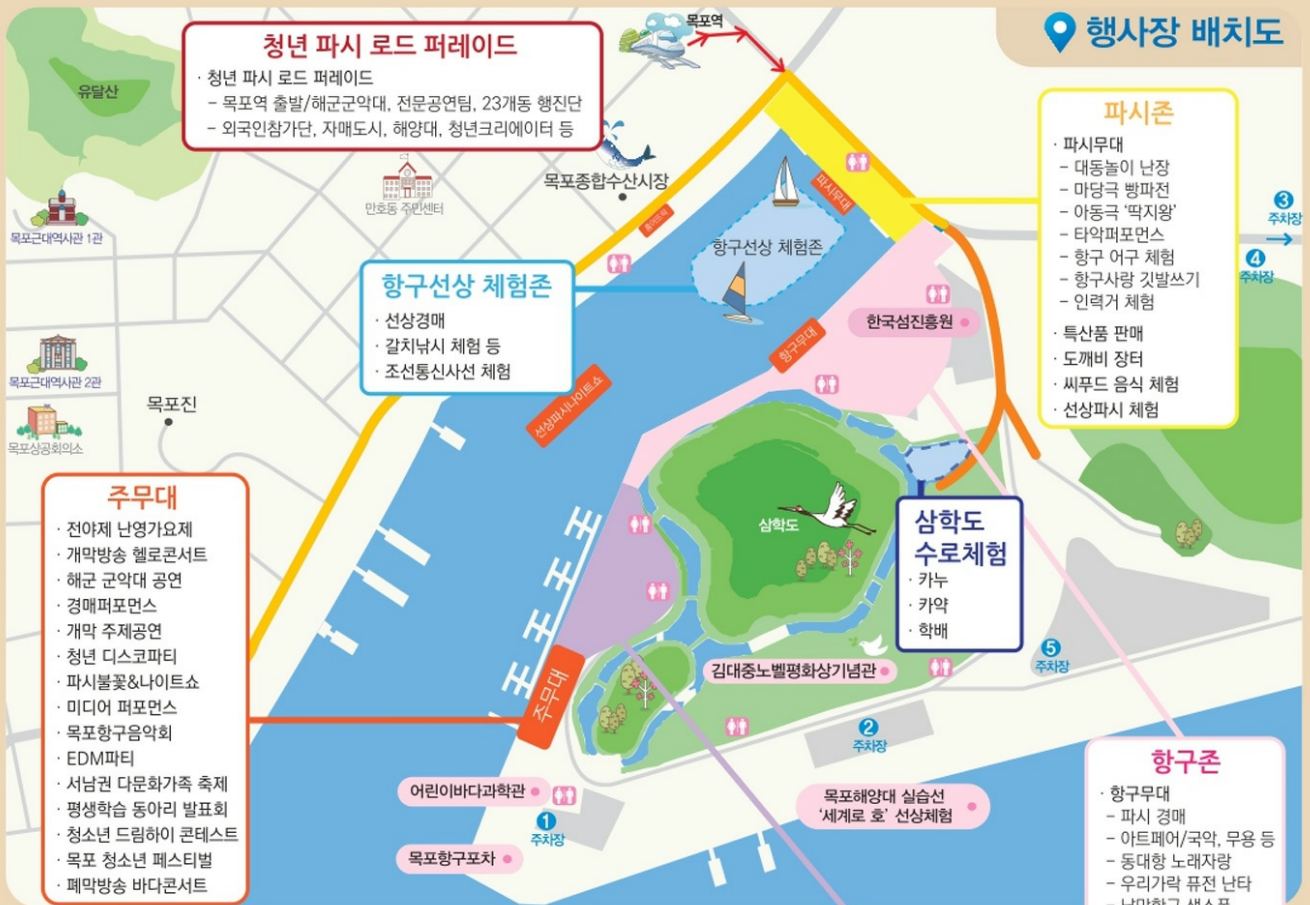 행사장 배치도
목포역
청년 파시 로드 퍼레이드
· 청년 파시 로드 퍼레이드
- 목포역 출발/해군군악대, 전문공연팀, 23개동 행진단
- 외국인참가단, 자매도시, 해양대, 청년크리에이터 등
유달산
만호동 주민센터
목포종합수산시장
목포근대역사관 1관
목포근대역사관 2관
목포상공회의소
목포진
파시무대
항구선상 체험존
항구선상 체험존
· 선상경매
· 갈치낚시 체험 등
· 조선통신사선 체험
파시존
· 파시무대
- 대동놀이 난장
- 마당극 빵파전
- 아동극 '딱지왕'
- 타악퍼포먼스
- 항구 어구 체험
- 항구사랑 깃발쓰기
- 인력거 체험
· 특산품 판매
· 도깨비 장터
· 씨푸드 음식 체험
· 선상파시 체험
3
주차장
4
주차장
한국섬진흥원
항구무대
선상파시나이트쇼
삼학도
삼학도
수로체험
· 카누
· 카약
· 학배
주무대
· 전야제 난영가요제
· 개막방송 헬로콘서트
· 해군 군악대 공연
· 경매퍼포먼스
· 개막 주제공연
· 청년 디스코파티
· 파시불꽃&나이트쇼
· 미디어 퍼포먼스
· 목포항구음악회
· EDM파티
· 서남권 다문화가족 축제
· 평생학습 동아리 발표회
· 청소년 드림하이 콘테스트
· 목포 청소년 페스티벌
· 폐막방송 바다콘서트
주무대
김대중노벨평화상기념관
5
주차장
2
주차장
어린이바다과학관
1
주차장
목포항구포차
목포해양대 실습선
'세계로 호' 선상체험
항구존
· 항구무대
- 파시 경매
- 아트페어/국악, 무용 등
- 동대항 노래자랑
- 우리가락 퓨전 난타